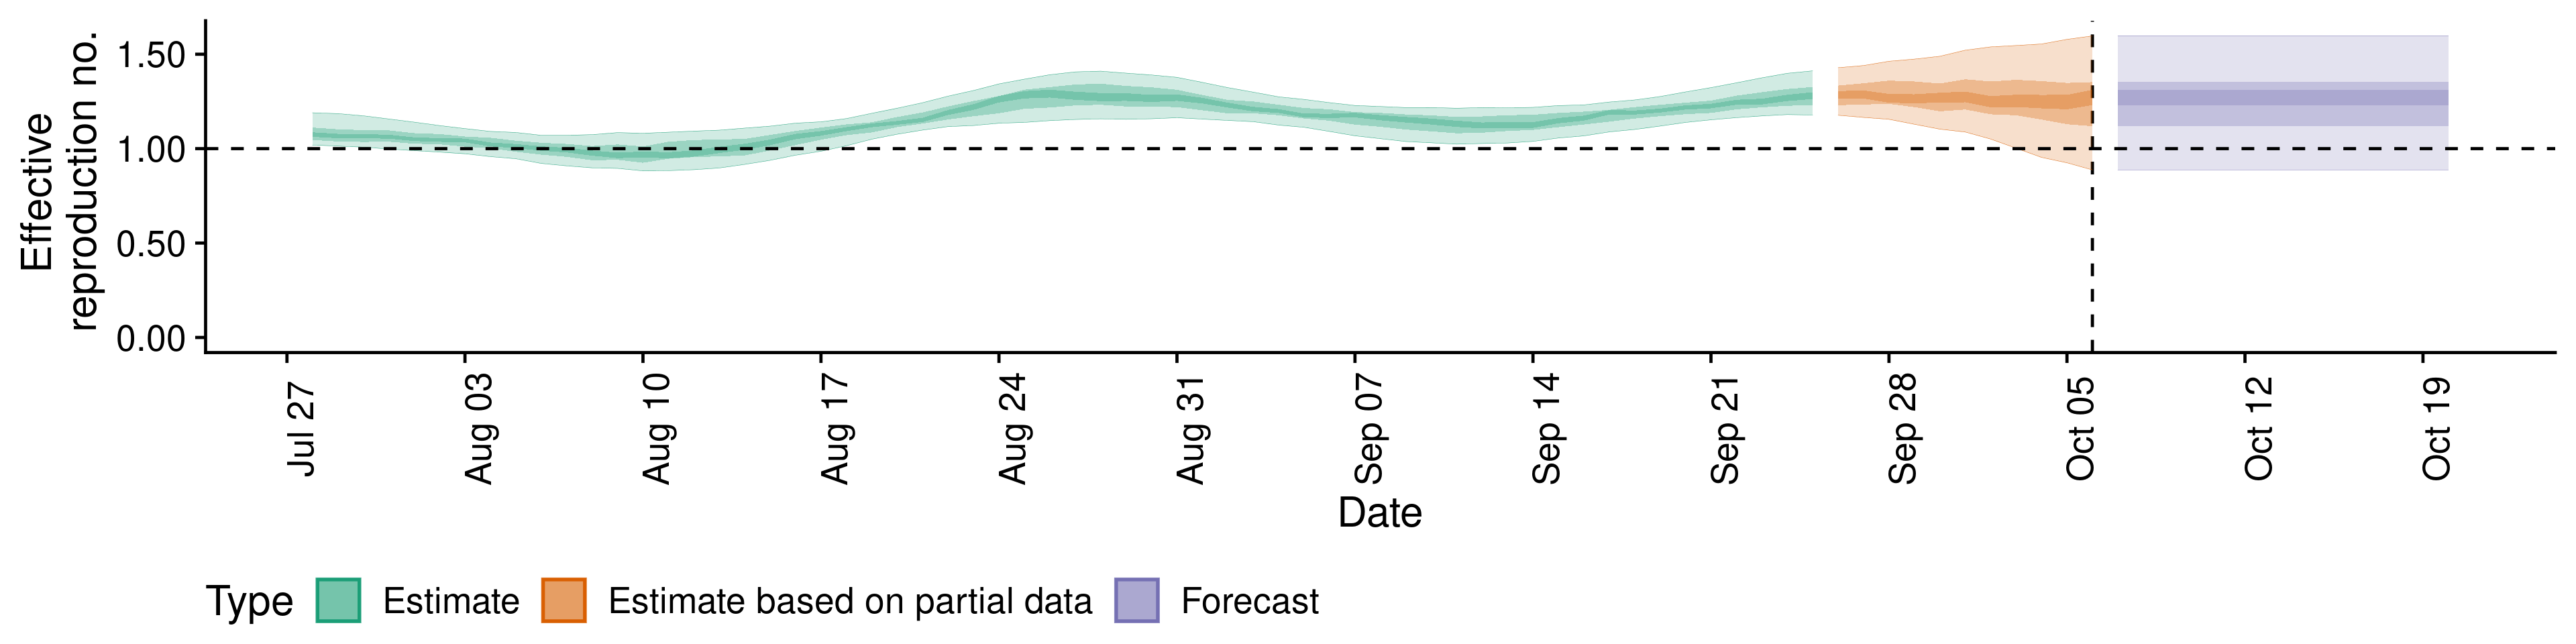 Effective
reproduction no.
1.50
1.00
0.50
0.00
Jul 27
Aug 03
Aug 10
Aug 17
Aug 24
Aug 31
Sep 07
Sep 14
Sep 21
Sep 28
Oct 05
Oct 12
Oct 19
Date
Type Estimate Estimate based on partial data Forecast